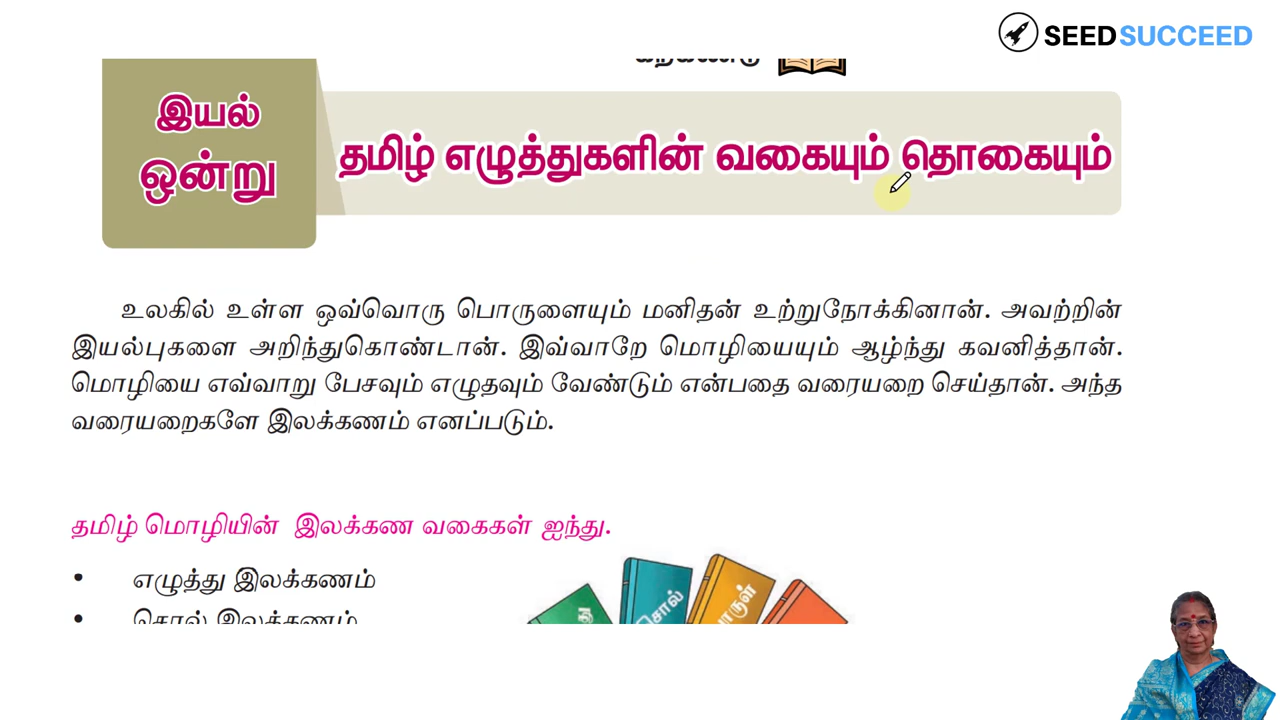 SEEDSUCCEED
கற்கண்டு
இயல்
ஒன்று
தமிழ் எழுத்துகளின் வகையும் தொகையும்
உலகில் உள்ள ஒவ்வொரு பொருளையும் மனிதன் உற்றுநோக்கினான். அவற்றின்
இயல்புகளை அறிந்துகொண்டான். இவ்வாறே மொழியையும் ஆழ்ந்து கவனித்தான்.
மொழியை எவ்வாறு பேசவும் எழுதவும் வேண்டும் என்பதை வரையறை செய்தான். அந்த
வரையறைகளே இலக்கணம் எனப்படும்.
தமிழ் மொழியின் இலக்கண வகைகள் ஐந்து.
• எழுத்து இலக்கணம்
• சொல் இலக்கணம்
சொல்